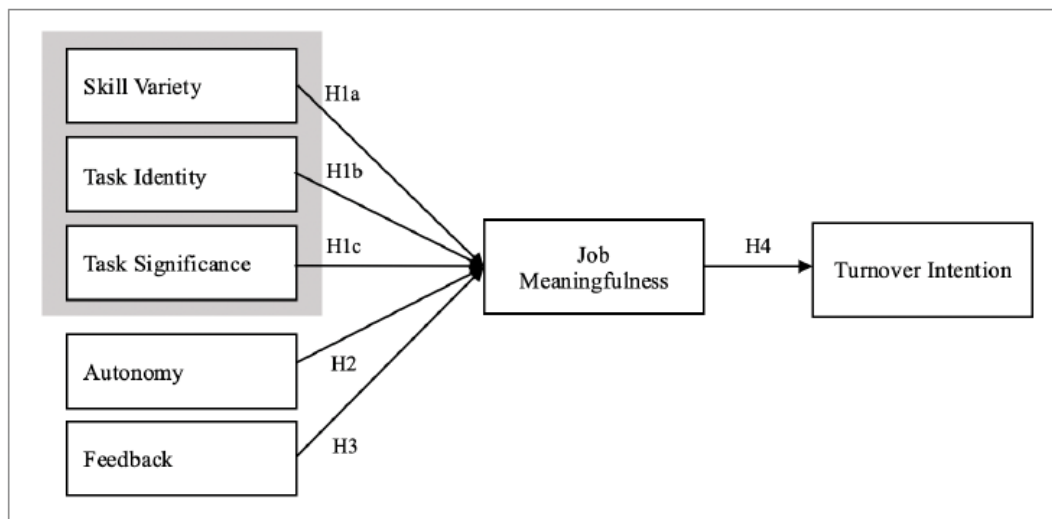 Skill Variety
H1a
Task Identity
H1b
Task Significance
H1c
Autonomy
H2
Feedback
H3
Job
Meaningfulness
H4
Turnover Intention